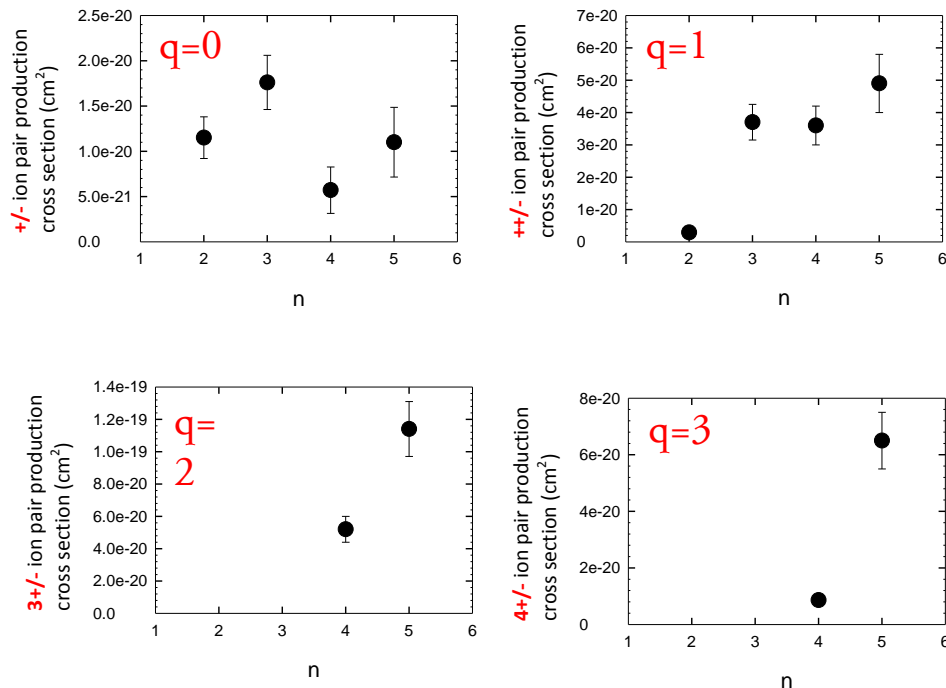 +/- ion pair production
cross section (cm²)
2.5e-20
2.0e-20
1.5e-20
1.0e-20
5.0e-21
0.0
q=0
1 2 3 4 5 6
n
++/- ion pair production
cross section (cm²)
7e-20
6e-20
5e-20
4e-20
3e-20
2e-20
1e-20
0
q=1
1 2 3 4 5 6
n
3+/- ion pair production
cross section (cm²)
1.4e-19
1.2e-19
1.0e-19
8.0e-20
6.0e-20
4.0e-20
2.0e-20
0.0
q=
2
1 2 3 4 5 6
n
4+/- ion pair production
cross section (cm²)
8e-20
6e-20
4e-20
2e-20
0
q=3
1 2 3 4 5 6
n